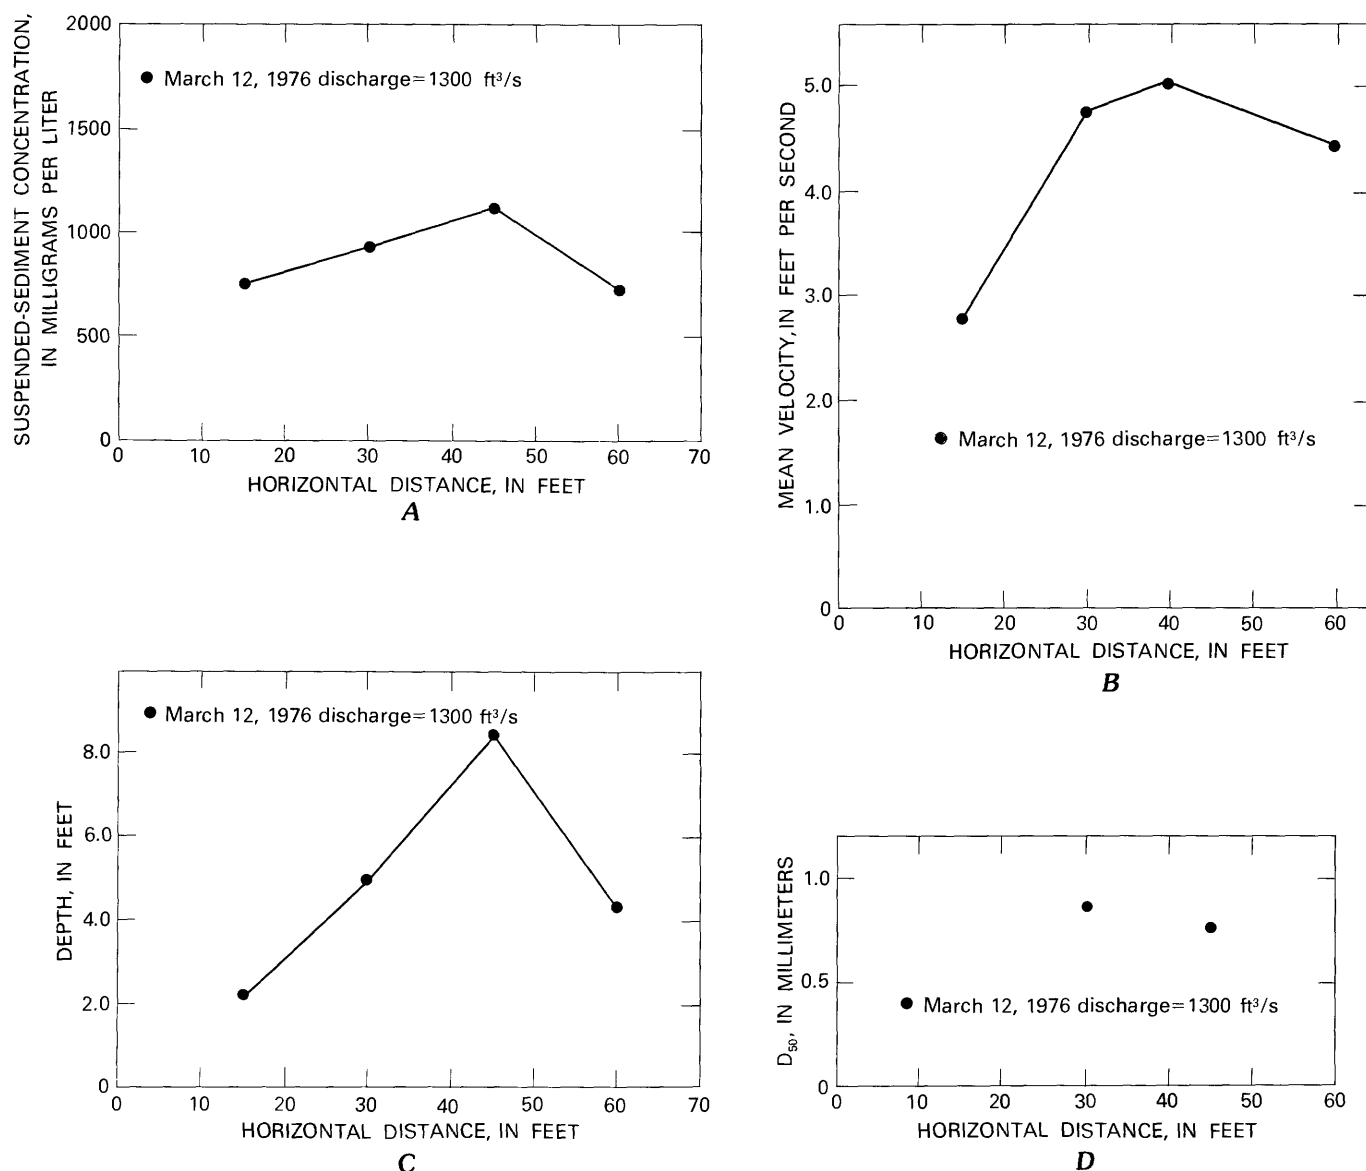 SUSPENDED-SEDIMENT CONCENTRATION,
IN MILLIGRAMS PER LITER
2000
1500
1000
500
0
March 12, 1976 discharge=1300 ft³/s
0 10 20 30 40 50 60 70
HORIZONTAL DISTANCE, IN FEET
A
MEAN VELOCITY, IN FEET PER SECOND
5.0
4.0
3.0
2.0
1.0
0
March 12, 1976 discharge=1300 ft³/s
0 10 20 30 40 50 60
HORIZONTAL DISTANCE, IN FEET
B
DEPTH, IN FEET
8.0
6.0
4.0
2.0
0
March 12, 1976 discharge=1300 ft³/s
0 10 20 30 40 50 60 70
HORIZONTAL DISTANCE, IN FEET
C
D₅₀, IN MILLIMETERS
1.0
0.5
0
March 12, 1976 discharge=1300 ft³/s
0 10 20 30 40 50 60
HORIZONTAL DISTANCE, IN FEET
D